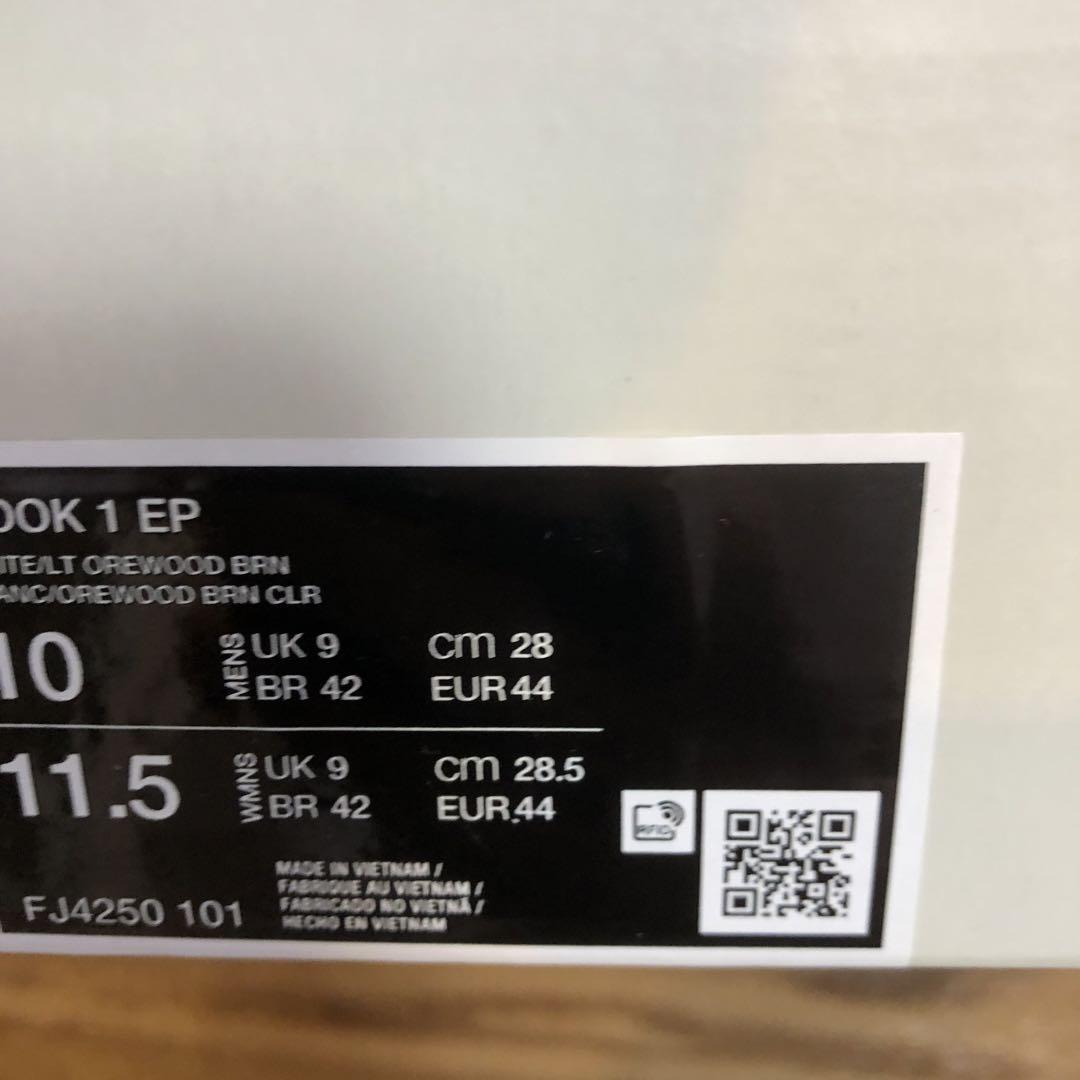 OOK 1 EP
ITE/LT OREWOOD BRN
ANC/OREWOOD BRN CLR
10 MENS UK 9 cm 28
BR 42 EUR 44
11.5 WMNS UK 9 cm 28.5
BR 42 EUR 44
RFID
MADE IN VIETNAM /
FABRIQUE AU VIETNAM /
FABRICADO NO VIETNÃ /
HECHO EN VIETNAM
FJ4250 101